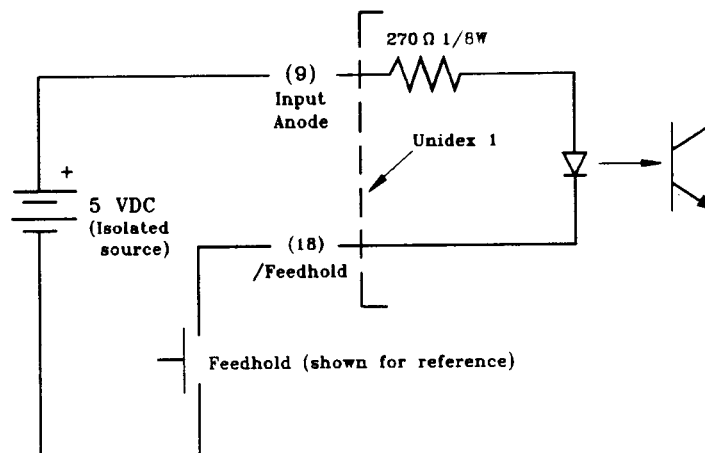 270 Ω 1/8W
(9)
Input
Anode
Unidex 1
+
5 VDC
(Isolated
source)
(18)
/Feedhold
Feedhold (shown for reference)